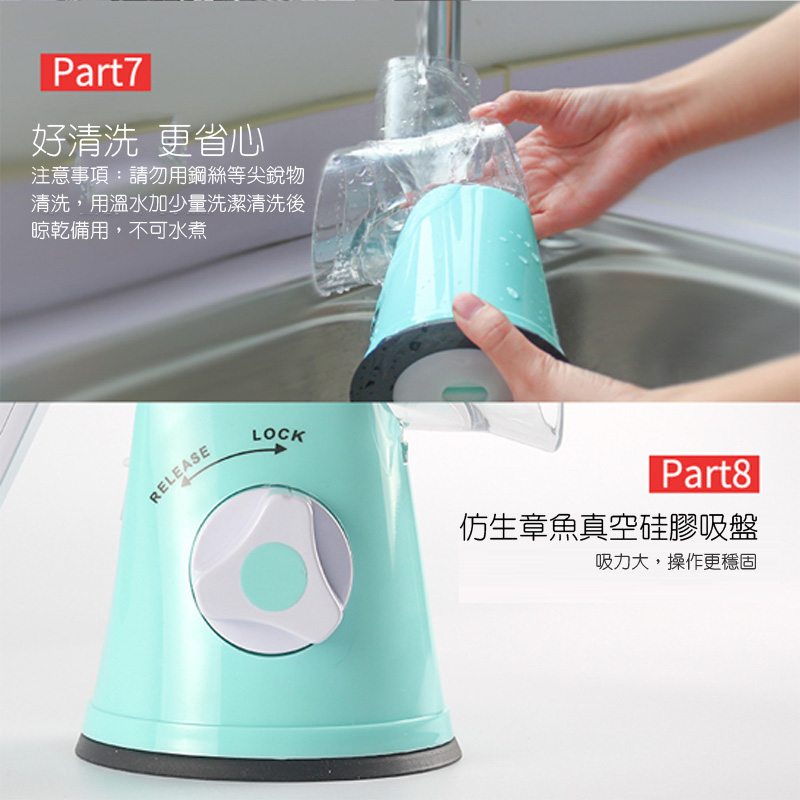 Part7
好清洗 更省心
注意事項：請勿用鋼絲等尖銳物
清洗，用溫水加少量洗潔清洗後
晾乾備用，不可水煮
RELEASE LOCK
Part8
仿生章魚真空硅膠吸盤
吸力大，操作更穩固